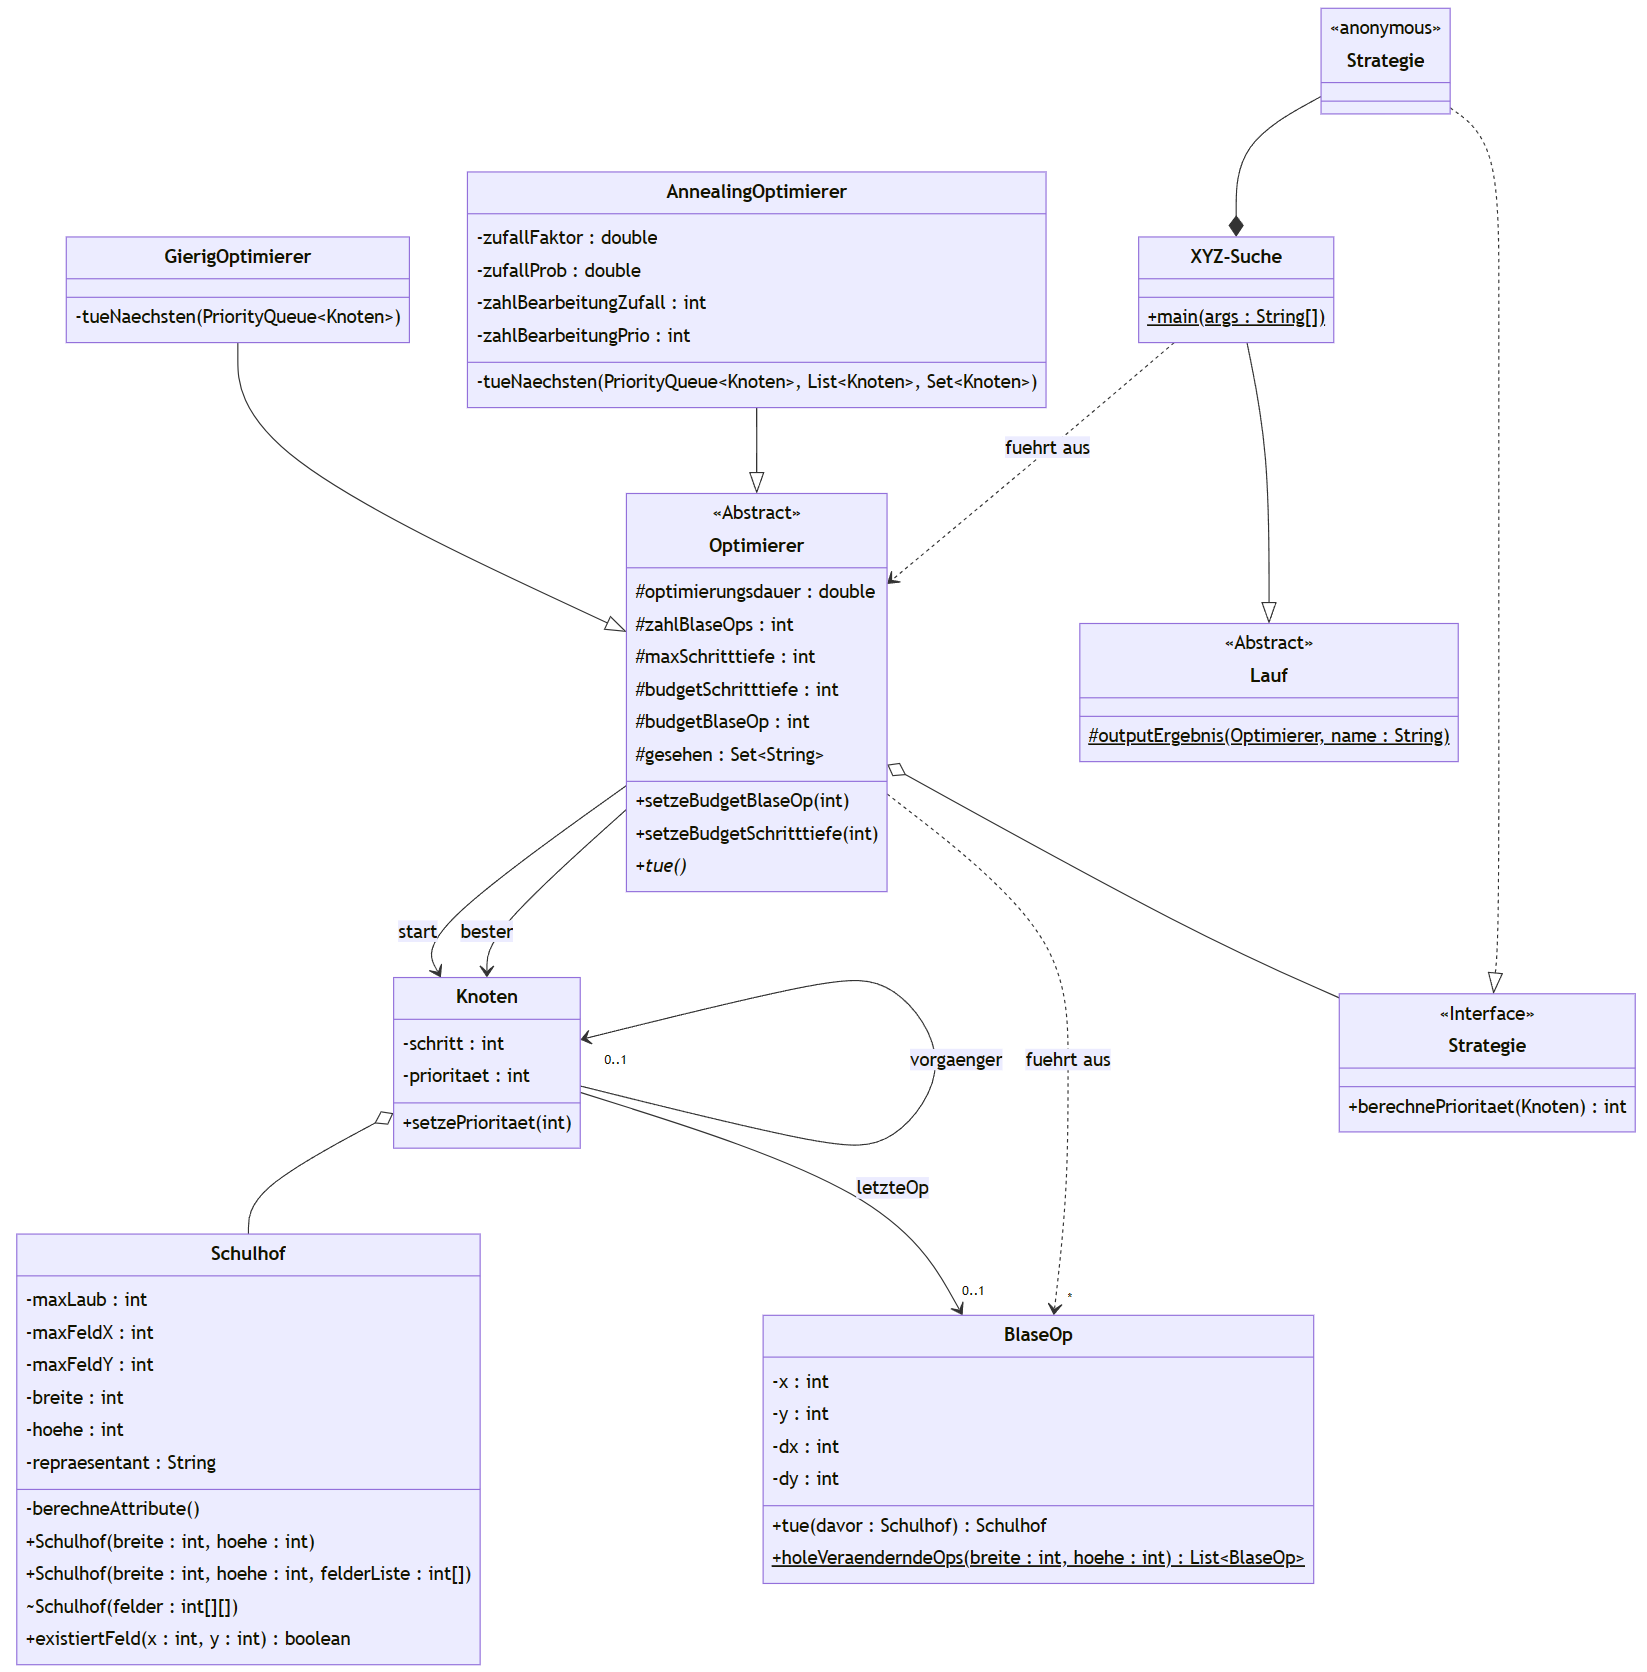 «anonymous»
Strategie
AnnealingOptimierer
-zufallFaktor : double
-zufallProb : double
-zahlBearbeitungZufall : int
-zahlBearbeitungPrio : int
-tueNaechsten(PriorityQueue<Knoten>, List<Knoten>, Set<Knoten>)
GierigOptimierer
-tueNaechsten(PriorityQueue<Knoten>)
XYZ-Suche
+main(args : String[])
fuehrt aus
«Abstract»
Optimierer
#optimierungsdauer : double
#zahlBlaseOps : int
#maxSchritttiefe : int
#budgetSchritttiefe : int
#budgetBlaseOp : int
#gesehen : Set<String>
+setzeBudgetBlaseOp(int)
+setzeBudgetSchritttiefe(int)
+tue()
«Abstract»
Lauf
#outputErgebnis(Optimierer, name : String)
start
bester
Knoten
-schritt : int
-prioritaet : int
+setzePrioritaet(int)
0..1
vorgaenger
fuehrt aus
«Interface»
Strategie
+berechnePrioritaet(Knoten) : int
letzteOp
0..1
*
Schulhof
-maxLaub : int
-maxFeldX : int
-maxFeldY : int
-breite : int
-hoehe : int
-repraesentant : String
-berechneAttribute()
+Schulhof(breite : int, hoehe : int)
+Schulhof(breite : int, hoehe : int, felderListe : int[])
~Schulhof(felder : int[][])
+existiertFeld(x : int, y : int) : boolean
BlaseOp
-x : int
-y : int
-dx : int
-dy : int
+tue(davor : Schulhof) : Schulhof
+holeVeraenderndeOps(breite : int, hoehe : int) : List<BlaseOp>